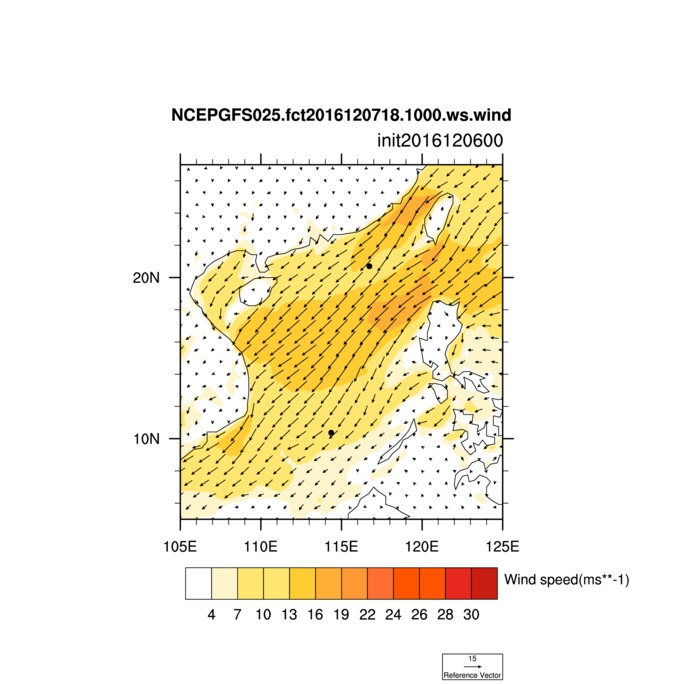 NCEPGFS025.fct2016120718.1000.ws.wind
init2016120600
20N
10N
105E 110E 115E 120E 125E
Wind speed(ms**-1)
4 7 10 13 16 19 22 24 26 28 30
15
Reference Vector